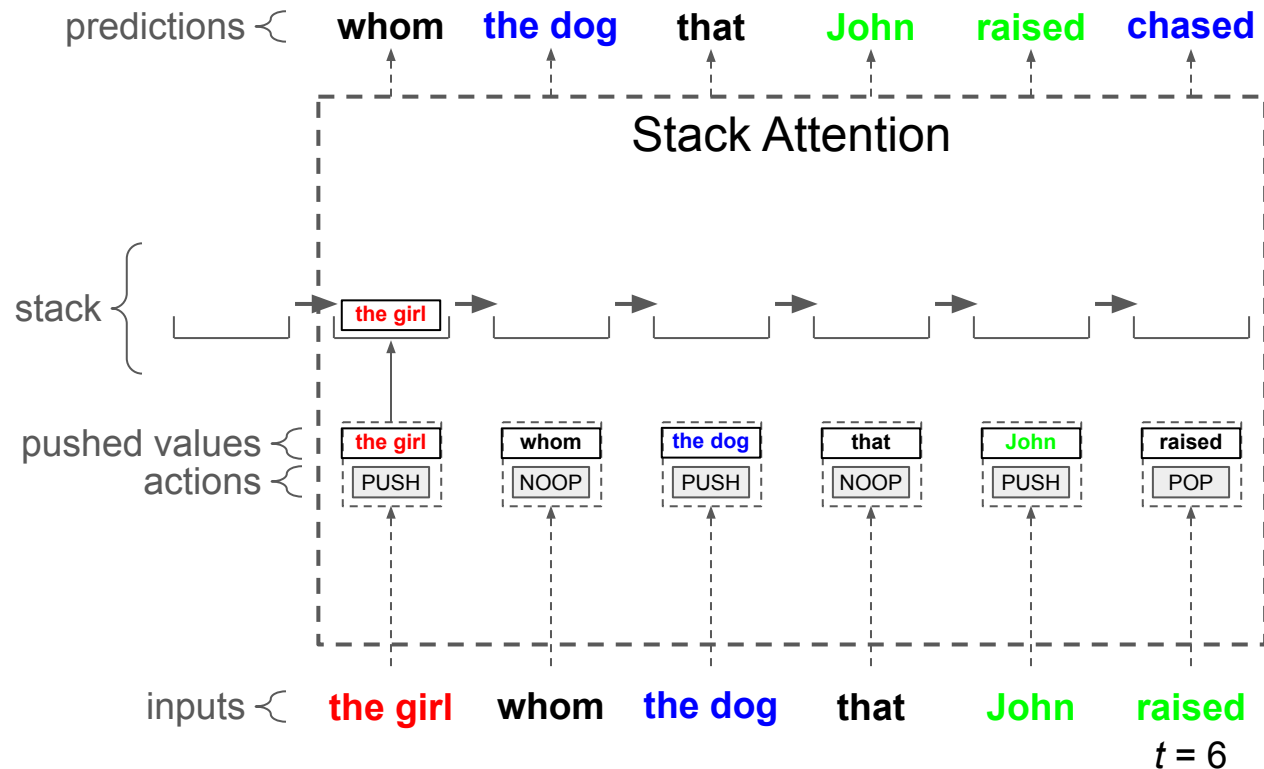 predictions whom the dog that John raised chased
Stack Attention
stack the girl
pushed values the girl whom the dog that John raised
actions PUSH NOOP PUSH NOOP PUSH POP
inputs the girl whom the dog that John raised
t = 6